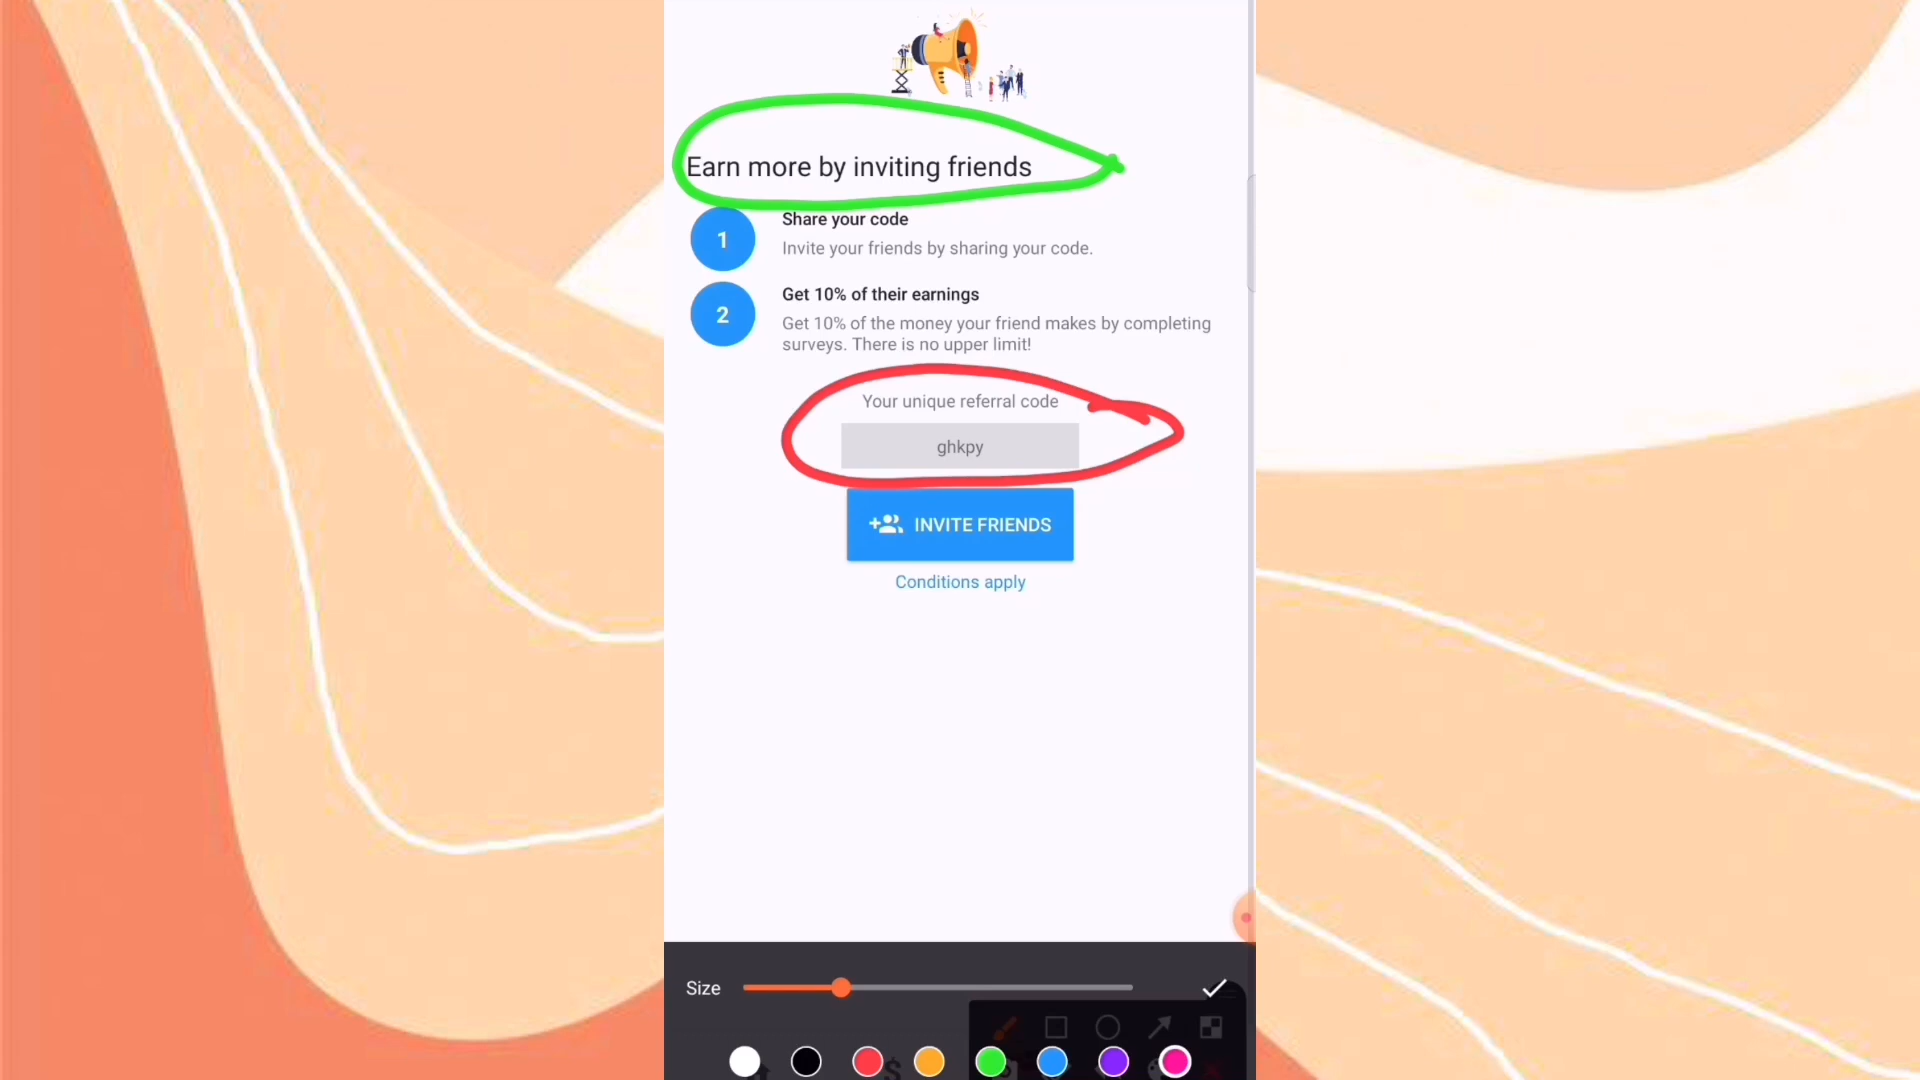 Earn more by inviting friends
1
Share your code
Invite your friends by sharing your code.
2
Get 10% of their earnings
Get 10% of the money your friend makes by completing
surveys. There is no upper limit!
Your unique referral code
ghkpy
INVITE FRIENDS
Conditions apply
Size